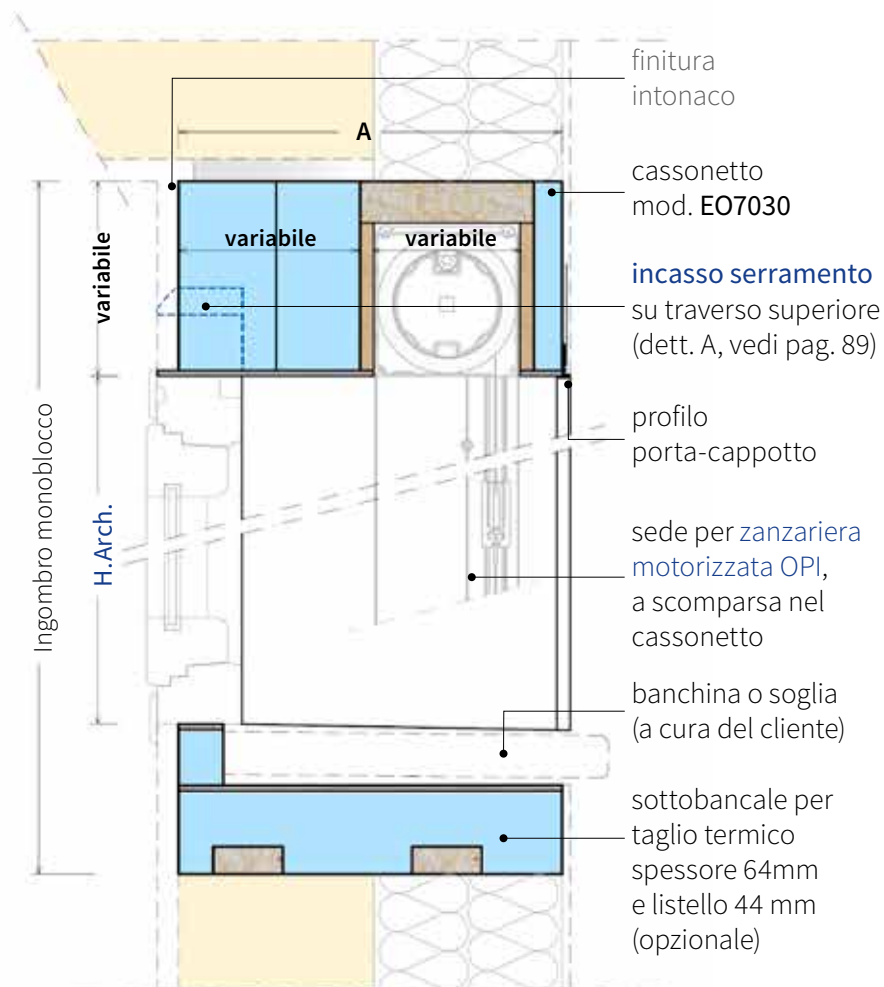 finitura
intonaco
A
cassonetto
mod. EO7030
variabile
variabile
variabile
incasso serramento
su traverso superiore
(dett. A, vedi pag. 89)
profilo
porta-cappotto
Ingombro monoblocco
H.Arch.
sede per zanzariera
motorizzata OPI,
a scomparsa nel
cassonetto
banchina o soglia
(a cura del cliente)
sottobancale per
taglio termico
spessore 64mm
e listello 44 mm
(opzionale)